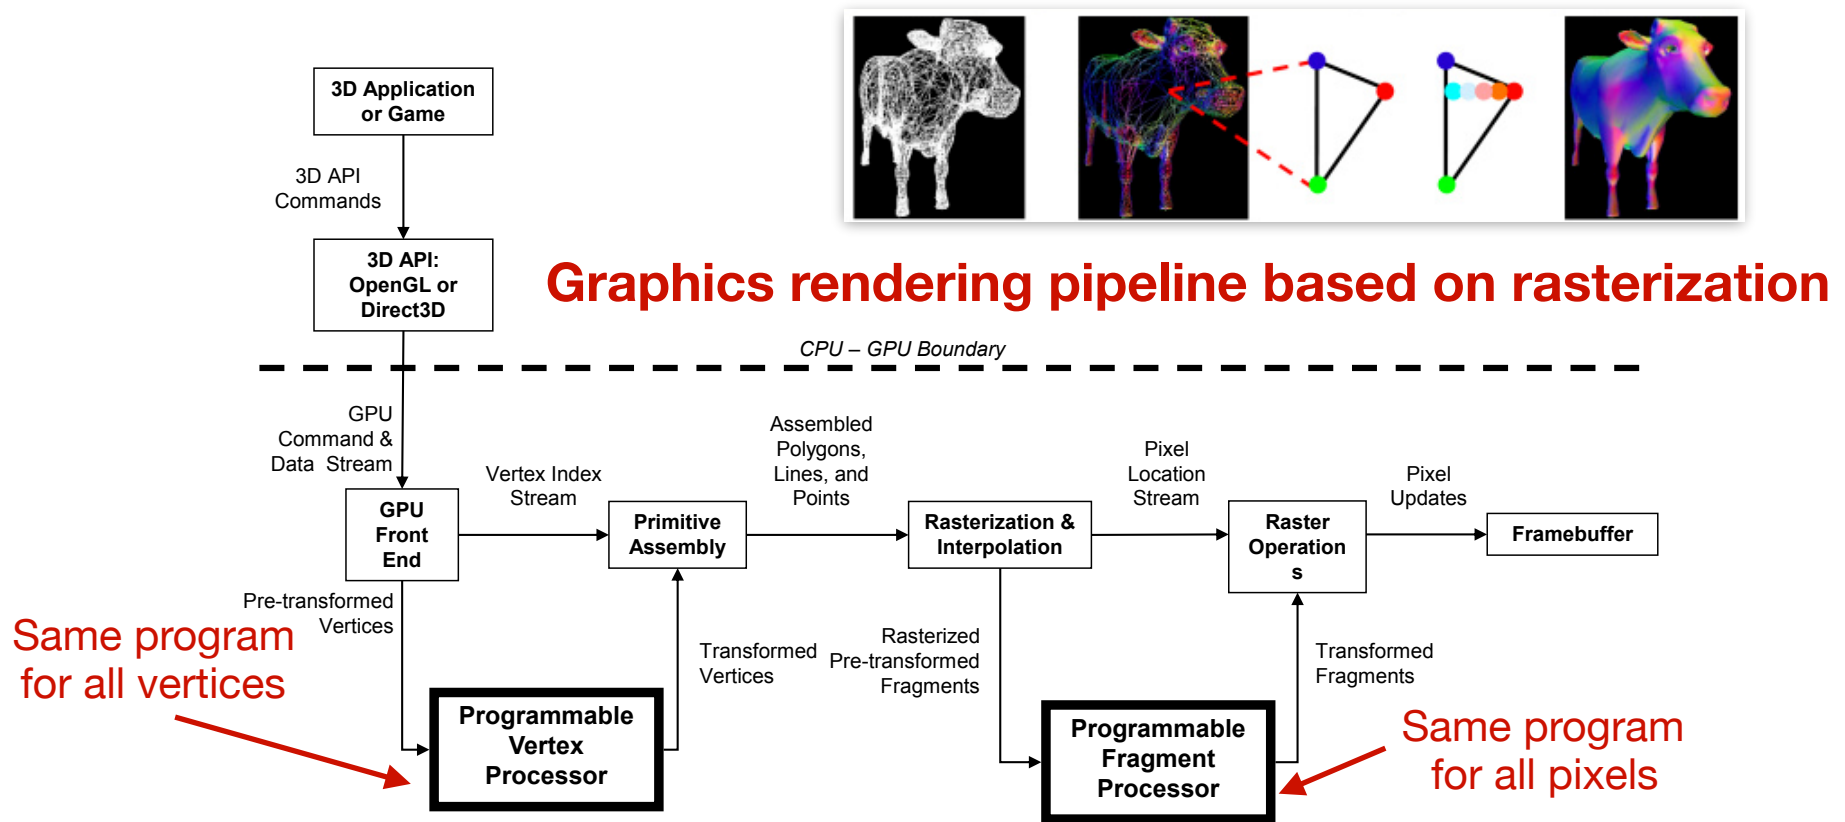 3D Application
or Game
3D API
Commands
3D API:
OpenGL or
Direct3D
Graphics rendering pipeline based on rasterization
CPU – GPU Boundary
GPU
Command &
Data Stream
Vertex Index
Stream
Assembled
Polygons,
Lines, and
Points
Pixel
Location
Stream
Pixel
Updates
GPU
Front
End
Primitive
Assembly
Rasterization &
Interpolation
Raster
Operation
s
Framebuffer
Pre-transformed
Vertices
Same program
for all vertices
Transformed
Vertices
Rasterized
Pre-transformed
Fragments
Transformed
Fragments
Programmable
Vertex
Processor
Programmable
Fragment
Processor
Same program
for all pixels